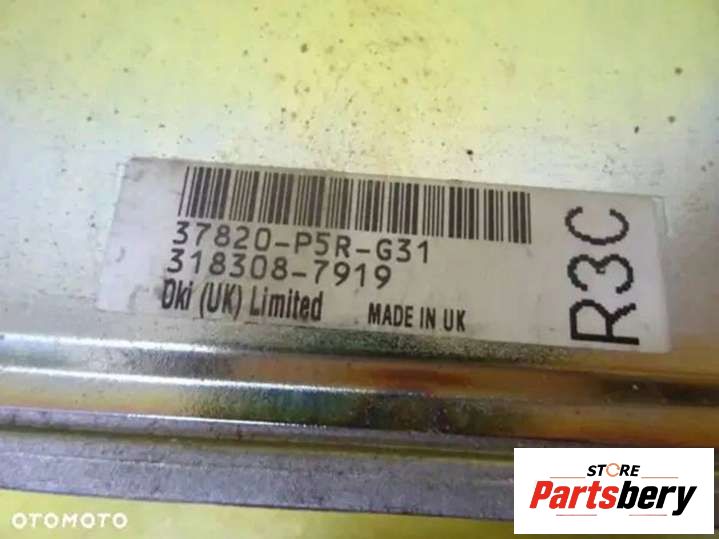 37820-P5R-G31
318308-7919
Dki (UK) Limited MADE IN UK
R3C
STORE
Partsbery
OTOMOTO